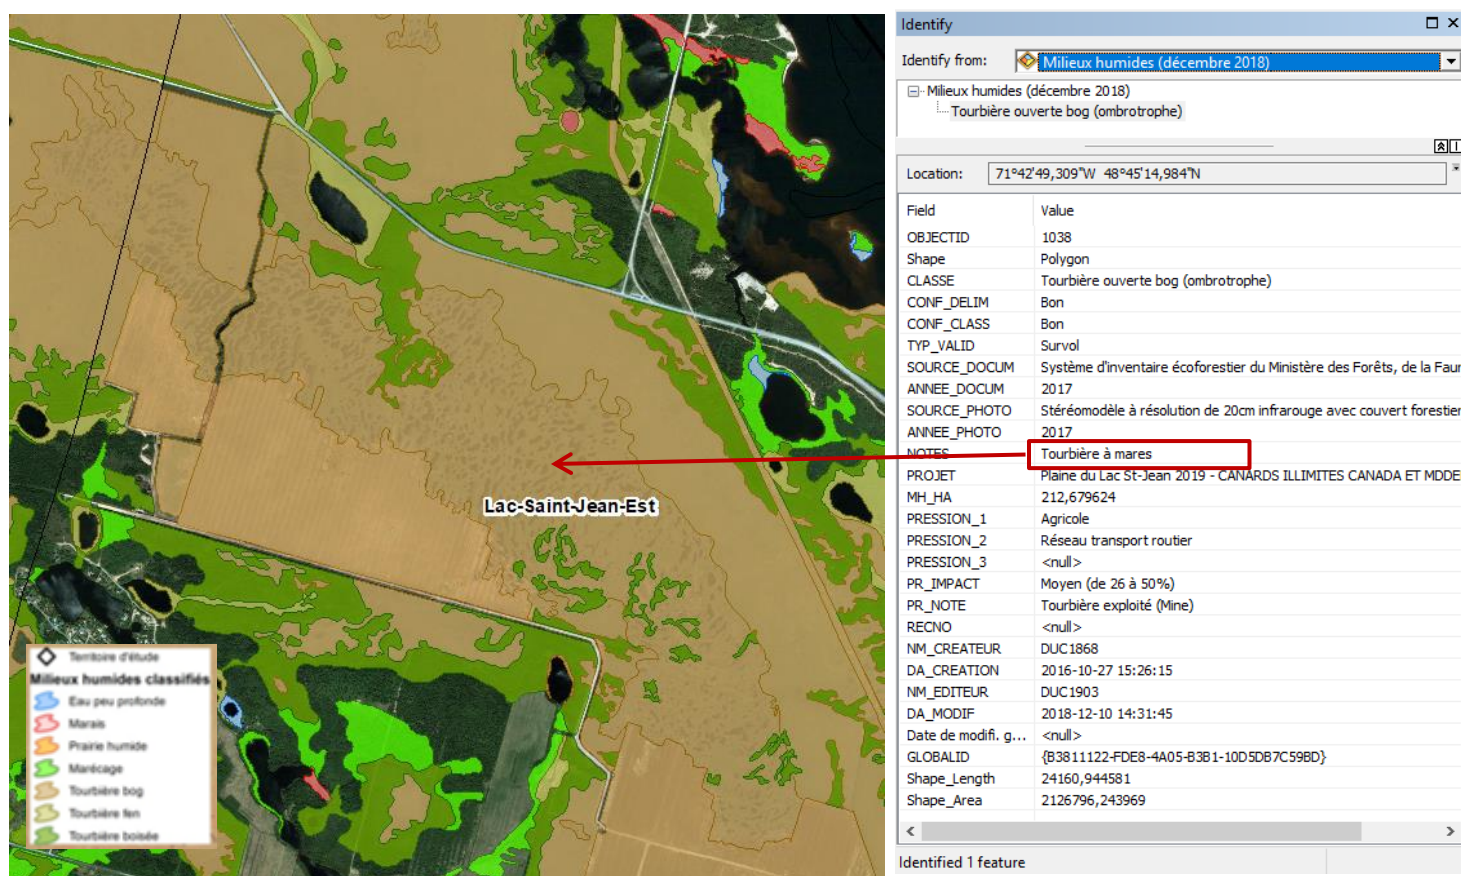 Lac-Saint-Jean-Est
Territoire d'étude
Milieux humides classifiés
Eau peu profonde
Marais
Prairie humide
Marécage
Tourbière bog
Tourbière fen
Tourbière boisée
Identify
Identify from: Milieux humides (décembre 2018)
Milieux humides (décembre 2018)
Tourbière ouverte bog (ombrotrophe)
Location: 71°42'49,309"W 48°45'14,984"N
Field Value
OBJECTID 1038
Shape Polygon
CLASSE Tourbière ouverte bog (ombrotrophe)
CONF_DELIM Bon
CONF_CLASS Bon
TYP_VALID Survol
SOURCE_DOCUM Système d'inventaire écoforestier du Ministère des Forêts, de la Faur
ANNEE_DOCUM 2017
SOURCE_PHOTO Stéréomodèle à résolution de 20cm infrarouge avec couvert forestier
ANNEE_PHOTO 2017
NOTES Tourbière à mares
PROJET Plaine du Lac St-Jean 2019 - CANARDS ILLIMITES CANADA ET MDDE
MH_HA 212,679624
PRESSION_1 Agricole
PRESSION_2 Réseau transport routier
PRESSION_3 <null>
PR_IMPACT Moyen (de 26 à 50%)
PR_NOTE Tourbière exploité (Mine)
RECNO <null>
NM_CREATEUR DUC1868
DA_CREATION 2016-10-27 15:26:15
NM_EDITEUR DUC1903
DA_MODIF 2018-12-10 14:31:45
Date de modifi. g... <null>
GLOBALID {B3811122-FDE8-4A05-B3B1-10D5DB7C59BD}
Shape_Length 24160,944581
Shape_Area 2126796,243969
Identified 1 feature